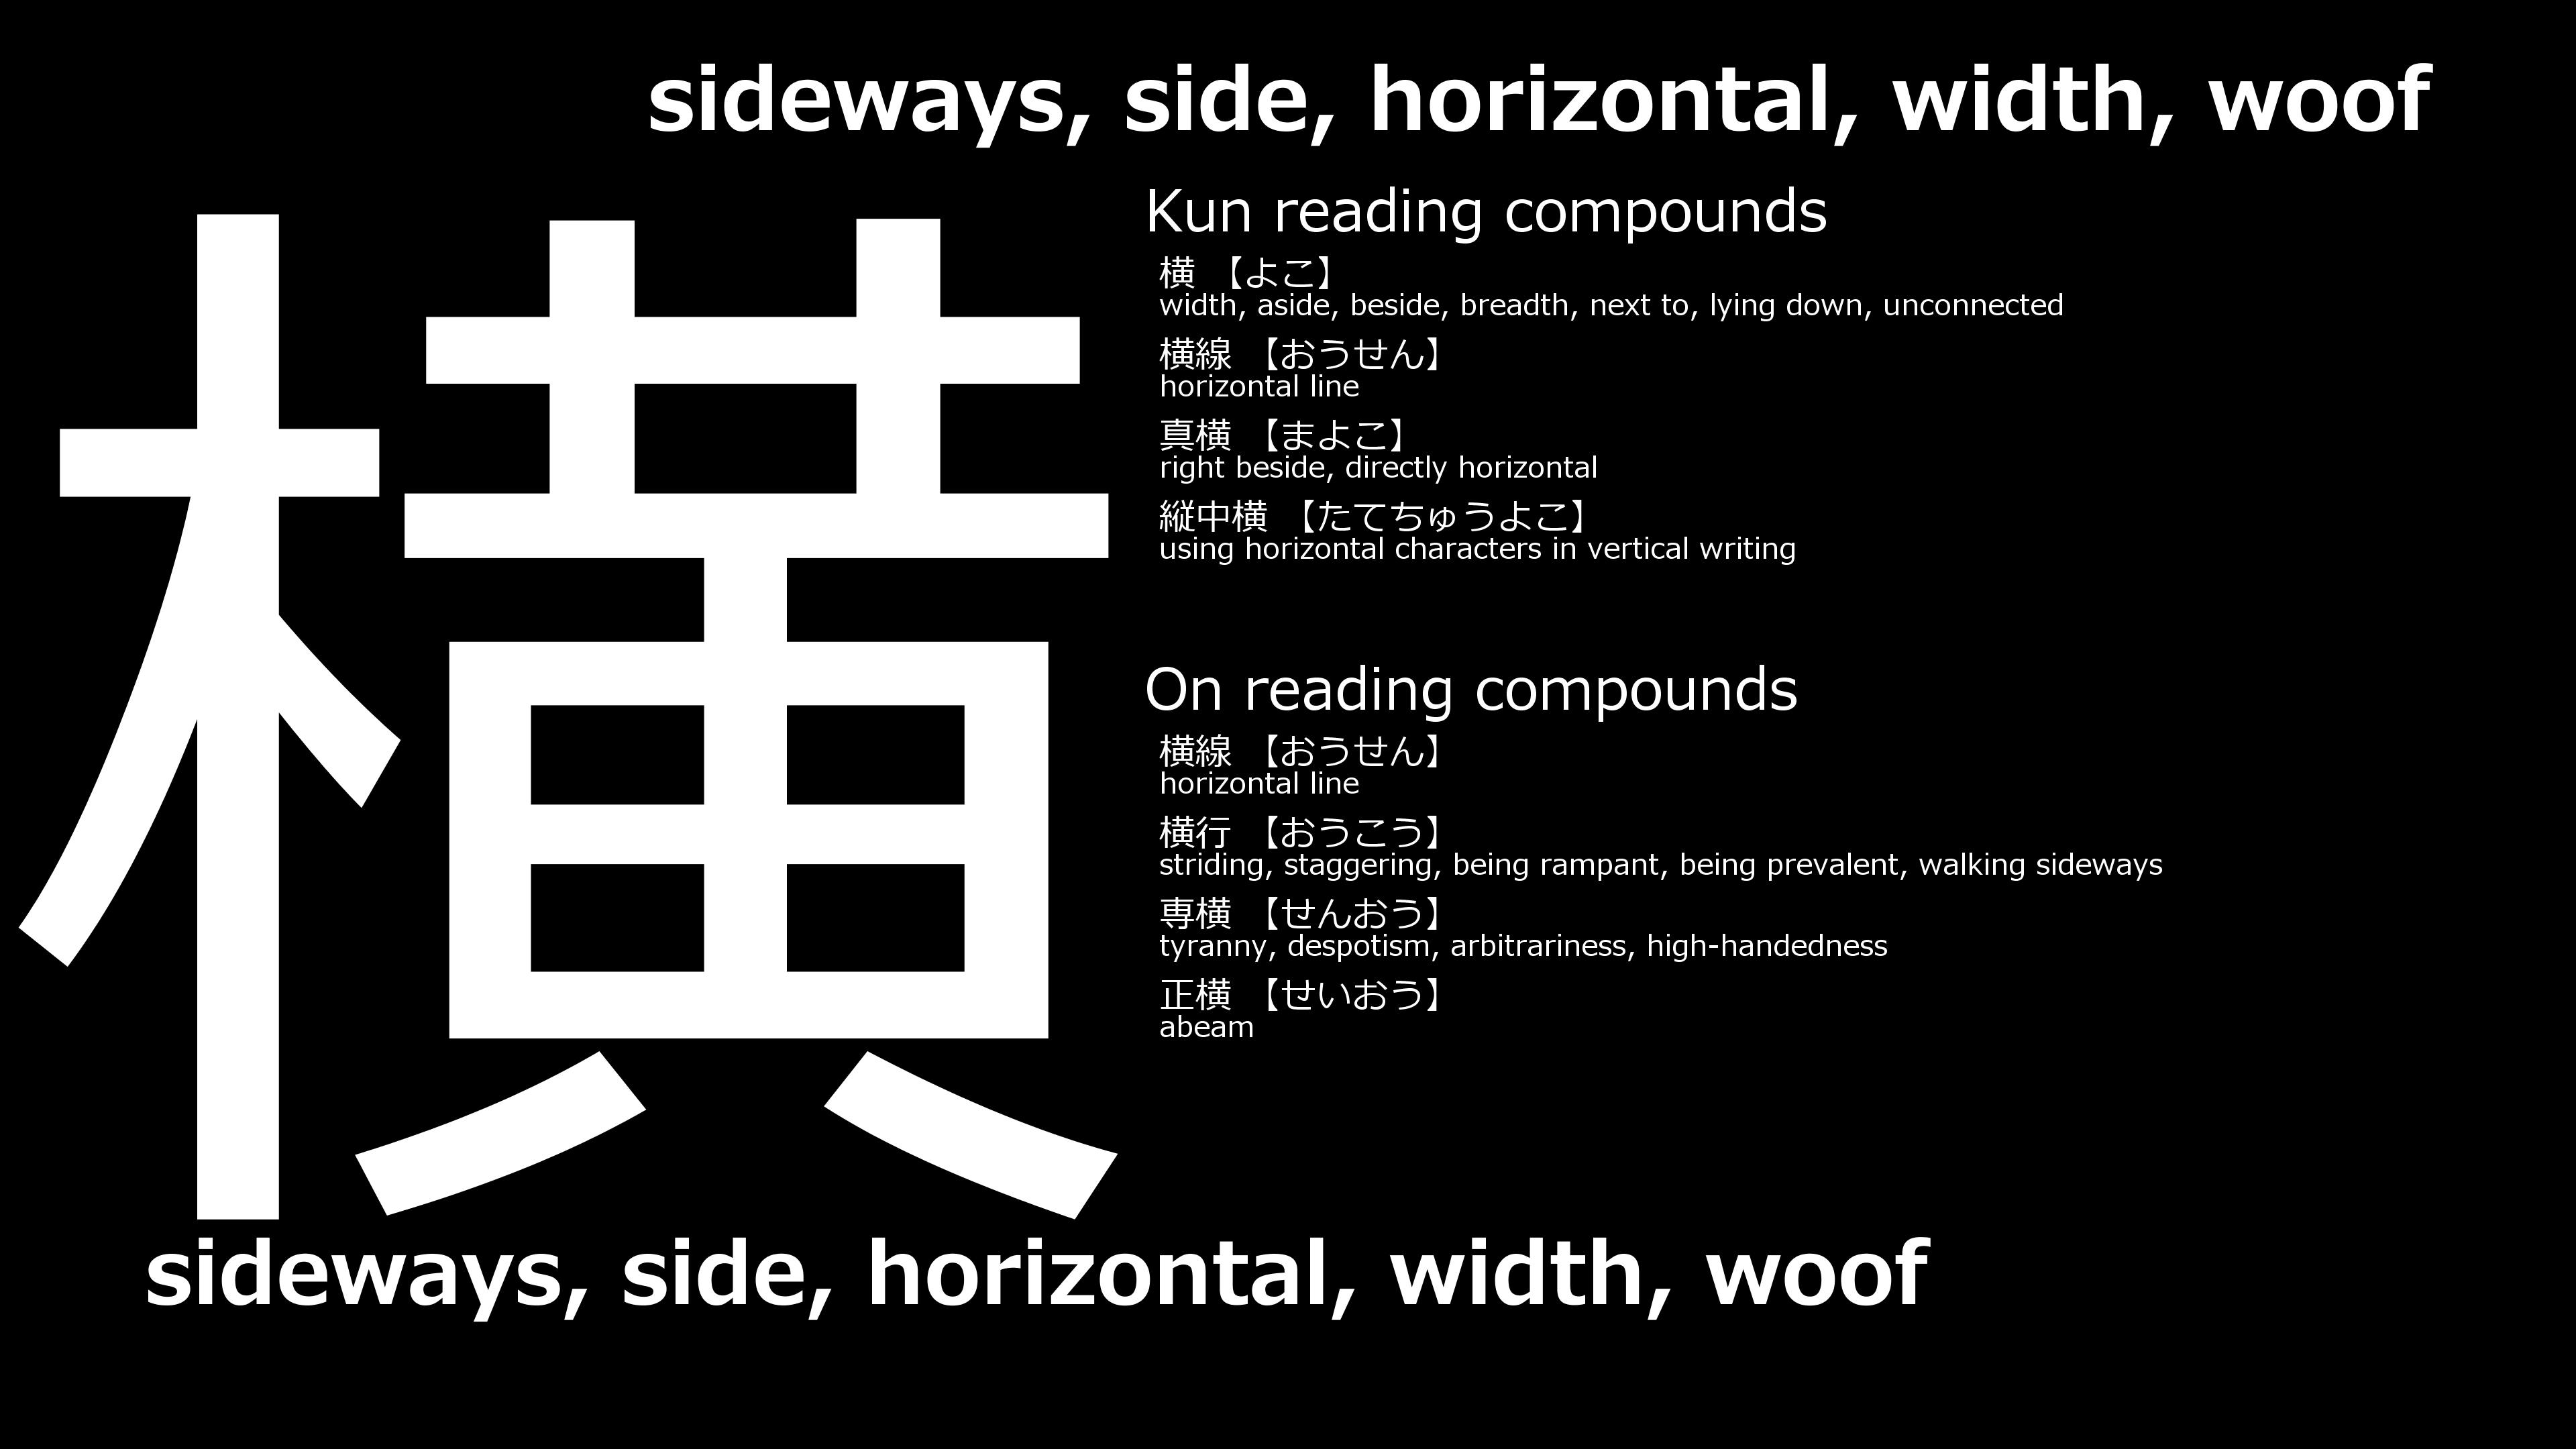 sideways, side, horizontal, width, woof
横
Kun reading compounds
横 【よこ】
width, aside, beside, breadth, next to, lying down, unconnected
横線 【おうせん】
horizontal line
真横 【まよこ】
right beside, directly horizontal
縦中横 【たてちゅうよこ】
using horizontal characters in vertical writing
On reading compounds
横線 【おうせん】
horizontal line
横行 【おうこう】
striding, staggering, being rampant, being prevalent, walking sideways
専横 【せんおう】
tyranny, despotism, arbitrariness, high-handedness
正横 【せいおう】
abeam
sideways, side, horizontal, width, woof